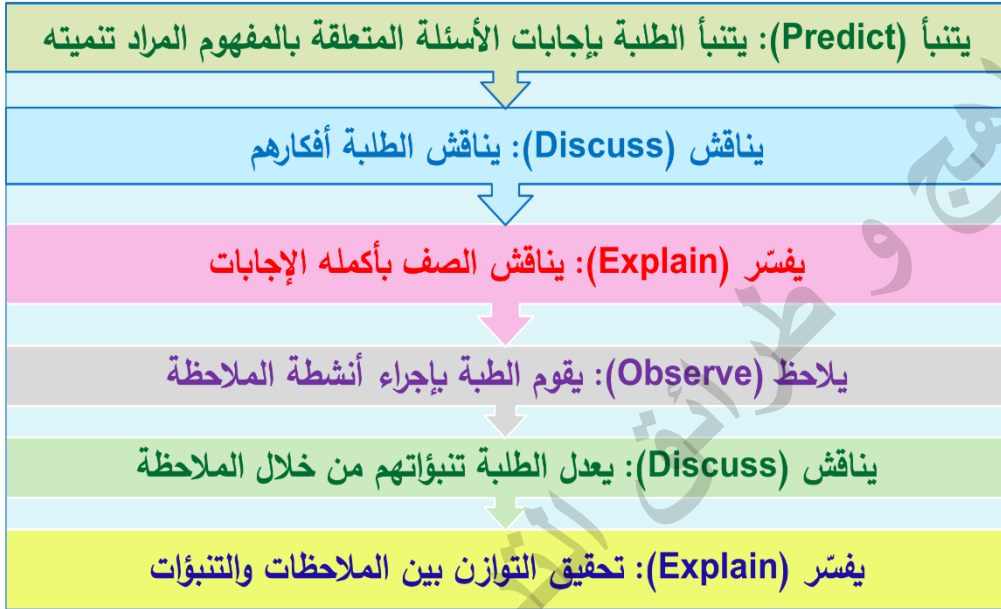 يتنبأ (Predict): يتنبأ الطلبة بإجابات الأسئلة المتعلقة بالمفهوم المراد تنميته
يناقش (Discuss): يناقش الطلبة أفكارهم
يفسّر (Explain): يناقش الصف بأكمله الإجابات
يلاحظ (Observe): يقوم الطبة بإجراء أنشطة الملاحظة
يناقش (Discuss): يعدل الطلبة تنبؤاتهم من خلال الملاحظة
يفسّر (Explain): تحقيق التوازن بين الملاحظات والتنبؤات
و طرائق